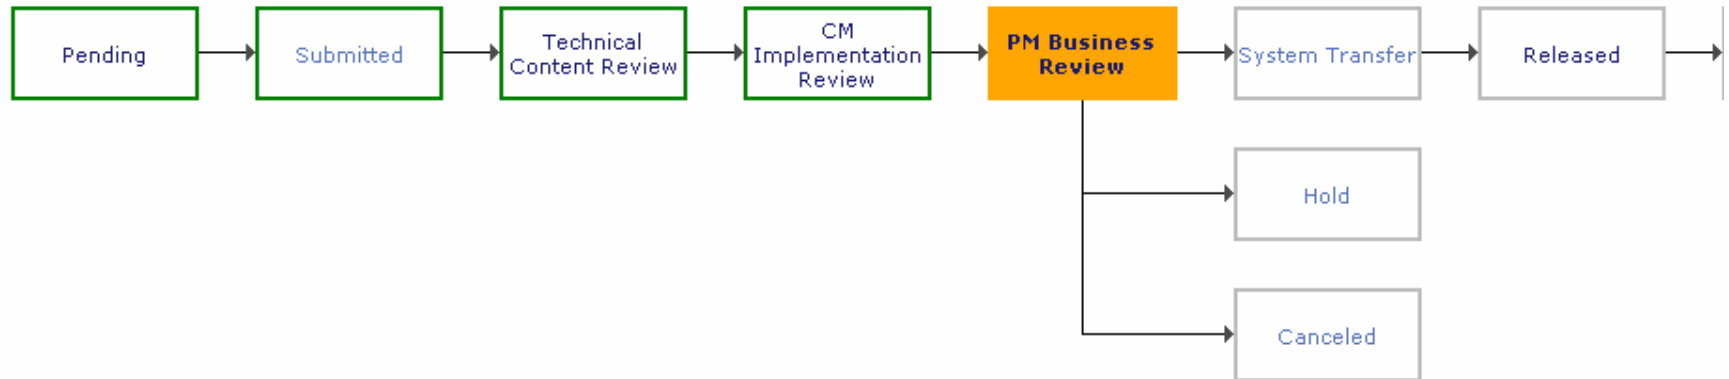 Pending
Submitted
Technical
Content Review
CM
Implementation
Review
PM Business
Review
System Transfer
Released
Hold
Canceled